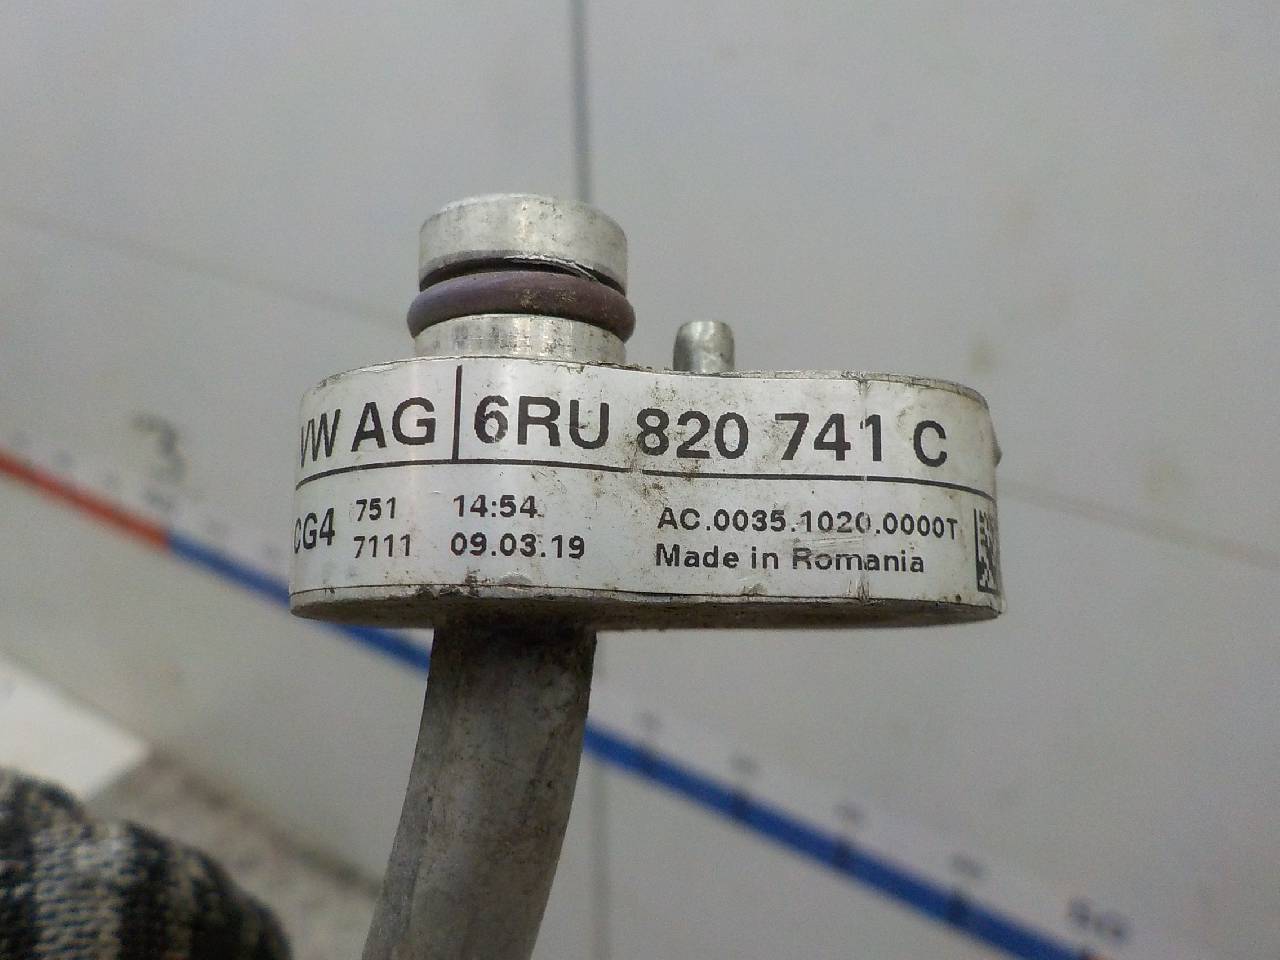 VW AG 6RU 820 741 C
CG4 751 14:54 AC.0035.1020.0000T
7111 09.03.19 Made in Romania
3